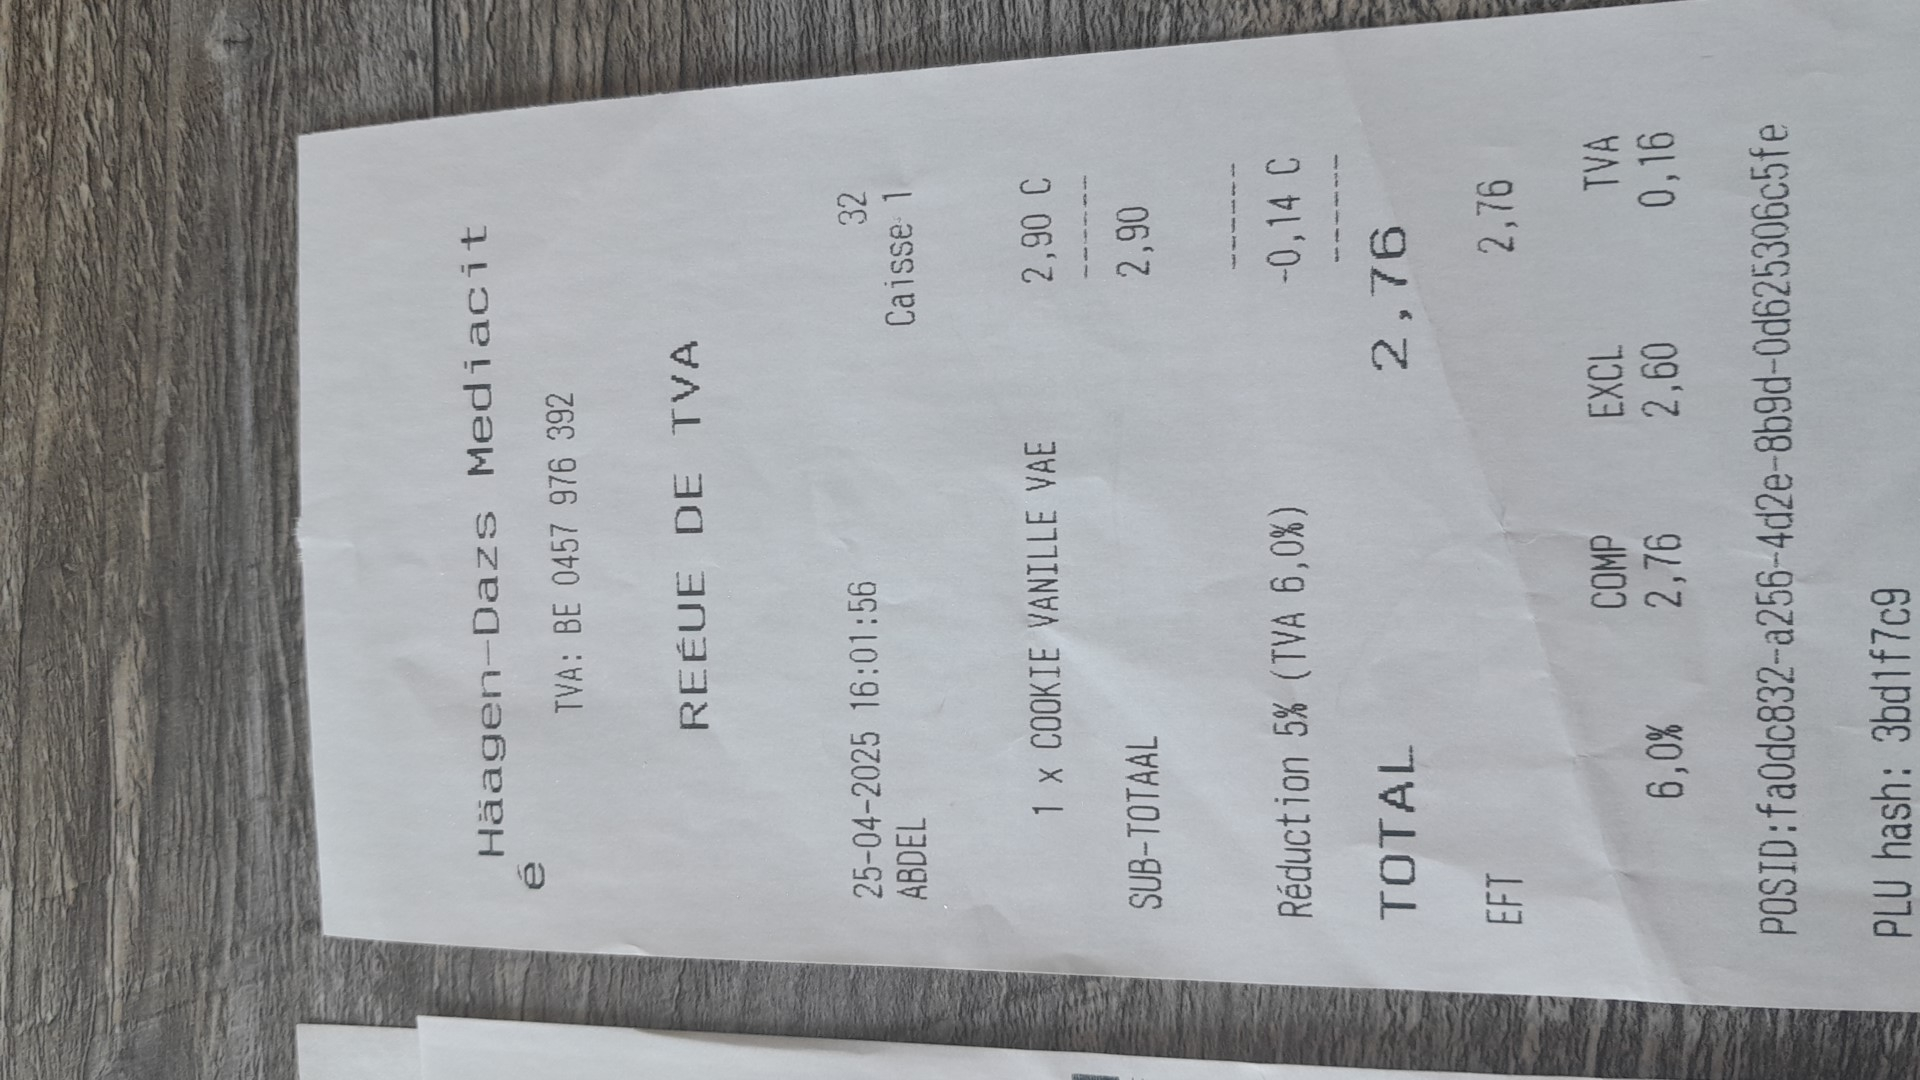 Häagen-Dazs Mediacit
é
TVA: BE 0457 976 392
REÉUE DE TVA
32
25-04-2025 16:01:56 Caisse 1
ABDEL
1 x COOKIE VANILLE VAE 2,90 C
------
SUB-TOTAAL 2,90
------
Réduction 5% (TVA 6,0%) -0,14 C
------
TOTAL 2,76
EFT 2,76
COMP EXCL TVA
6,0% 2,76 2,60 0,16
POSID:fa0dc832-a256-4d2e-8b9d-0d625306c5fe
PLU hash: 3bd1f7c9